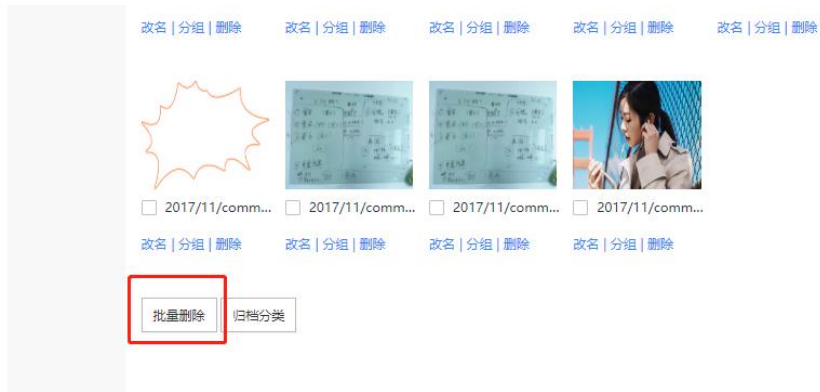 改名 | 分组 | 删除 改名 | 分组 | 删除 改名 | 分组 | 删除 改名 | 分组 | 删除 改名 | 分组 | 删除
2017/11/comm... 2017/11/comm... 2017/11/comm... 2017/11/comm...
改名 | 分组 | 删除 改名 | 分组 | 删除 改名 | 分组 | 删除 改名 | 分组 | 删除
批量删除 归档分类